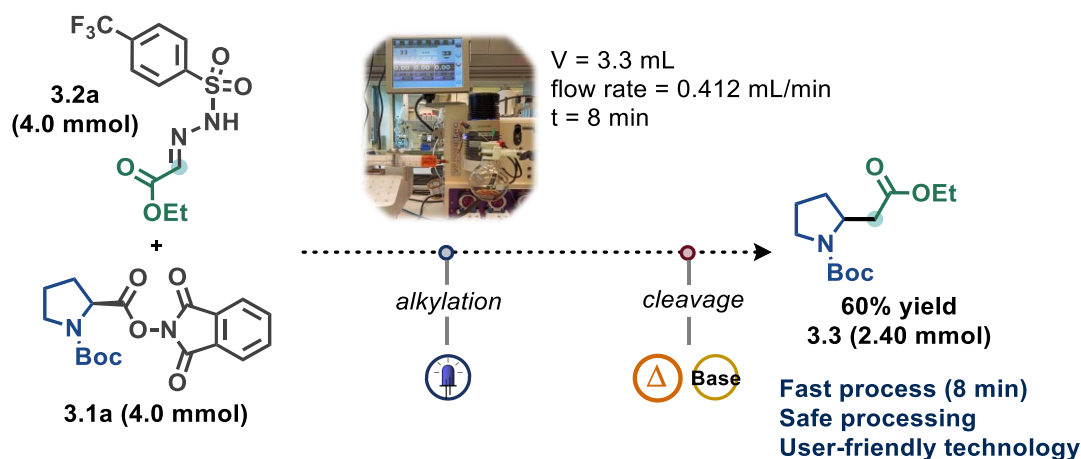 F3C
O
S=O
3.2a
(4.0 mmol)
N
NH
O
OEt
+
V = 3.3 mL
flow rate = 0.412 mL/min
t = 8 min
O
OEt
N
Boc
60% yield
3.3 (2.40 mmol)
alkylation
cleavage
Δ
Base
O
O
N
O
N
Boc
O
3.1a (4.0 mmol)
Fast process (8 min)
Safe processing
User-friendly technology